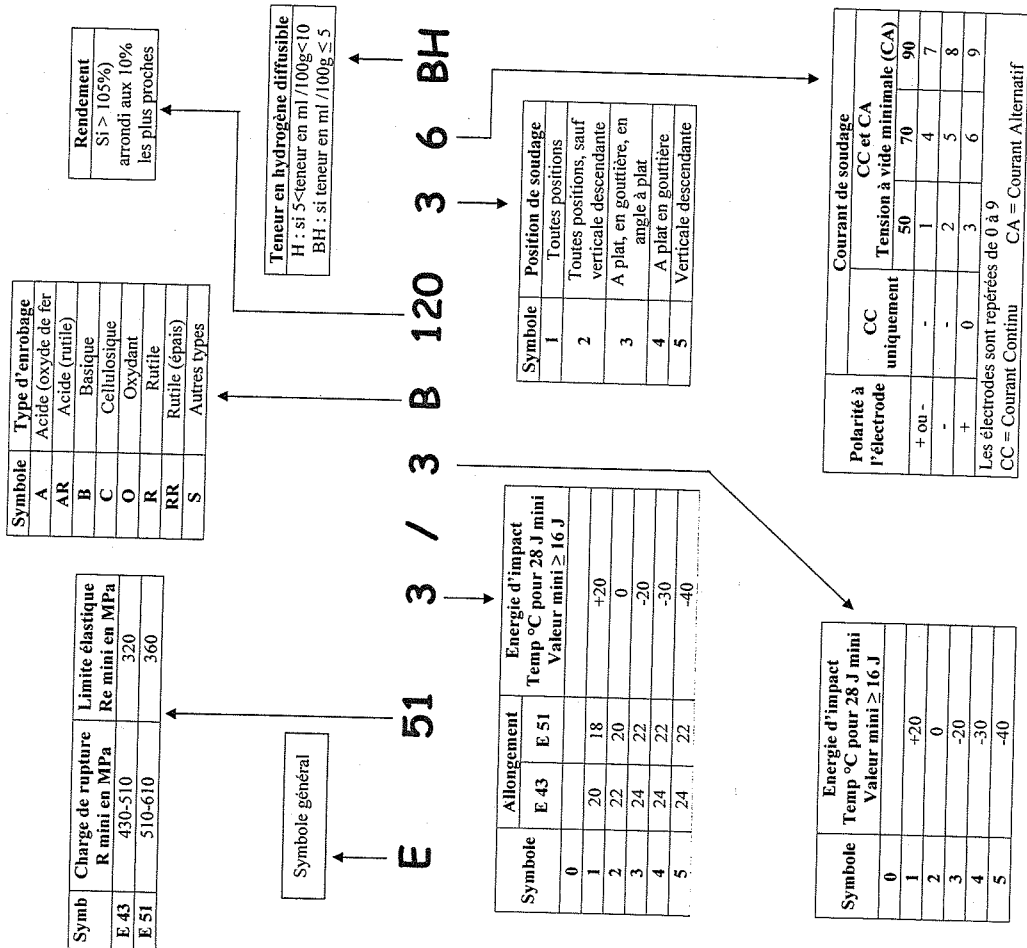 Symb Charge de rupture Limite élastique
R mini en MPa Re mini en MPa
E 43 430-510 320
E 51 510-610 360
Symbole Type d'enrobage
A Acide (oxyde de fer
AR Acide (rutile)
B Basique
C Cellulosique
O Oxydant
R Rutile
RR Rutile (épais)
S Autres types
Rendement
Si > 105%)
arrondi aux 10%
les plus proches
Symbole général
Teneur en hydrogène diffusible
H : si 5<teneur en ml /100g<10
BH : si teneur en ml /100g ≤ 5
E 51 3 / 3 B 120 3 6 BH
Symbole Allongement Energie d'impact
E 43 E 51 Temp °C pour 28 J mini
Valeur mini ≥ 16 J
0
1 20 18 +20
2 22 20 0
3 24 22 -20
4 24 22 -30
5 24 22 -40
Symbole Position de soudage
1 Toutes positions
2 Toutes positions, sauf
verticale descendante
3 A plat, en gouttière, en
angle à plat
4 A plat en gouttière
5 Verticale descendante
Symbole Energie d'impact
Temp °C pour 28 J mini
Valeur mini ≥ 16 J
0
1 +20
2 0
3 -20
4 -30
5 -40
Polarité à l'électrode Courant de soudage
CC uniquement CC et CA
Tension à vide minimale (CA)
50 70 90
+ ou - - 1 4 7
- - 2 5 8
+ 0 3 6 9
Les électrodes sont repérées de 0 à 9
CC = Courant Continu CA = Courant Alternatif